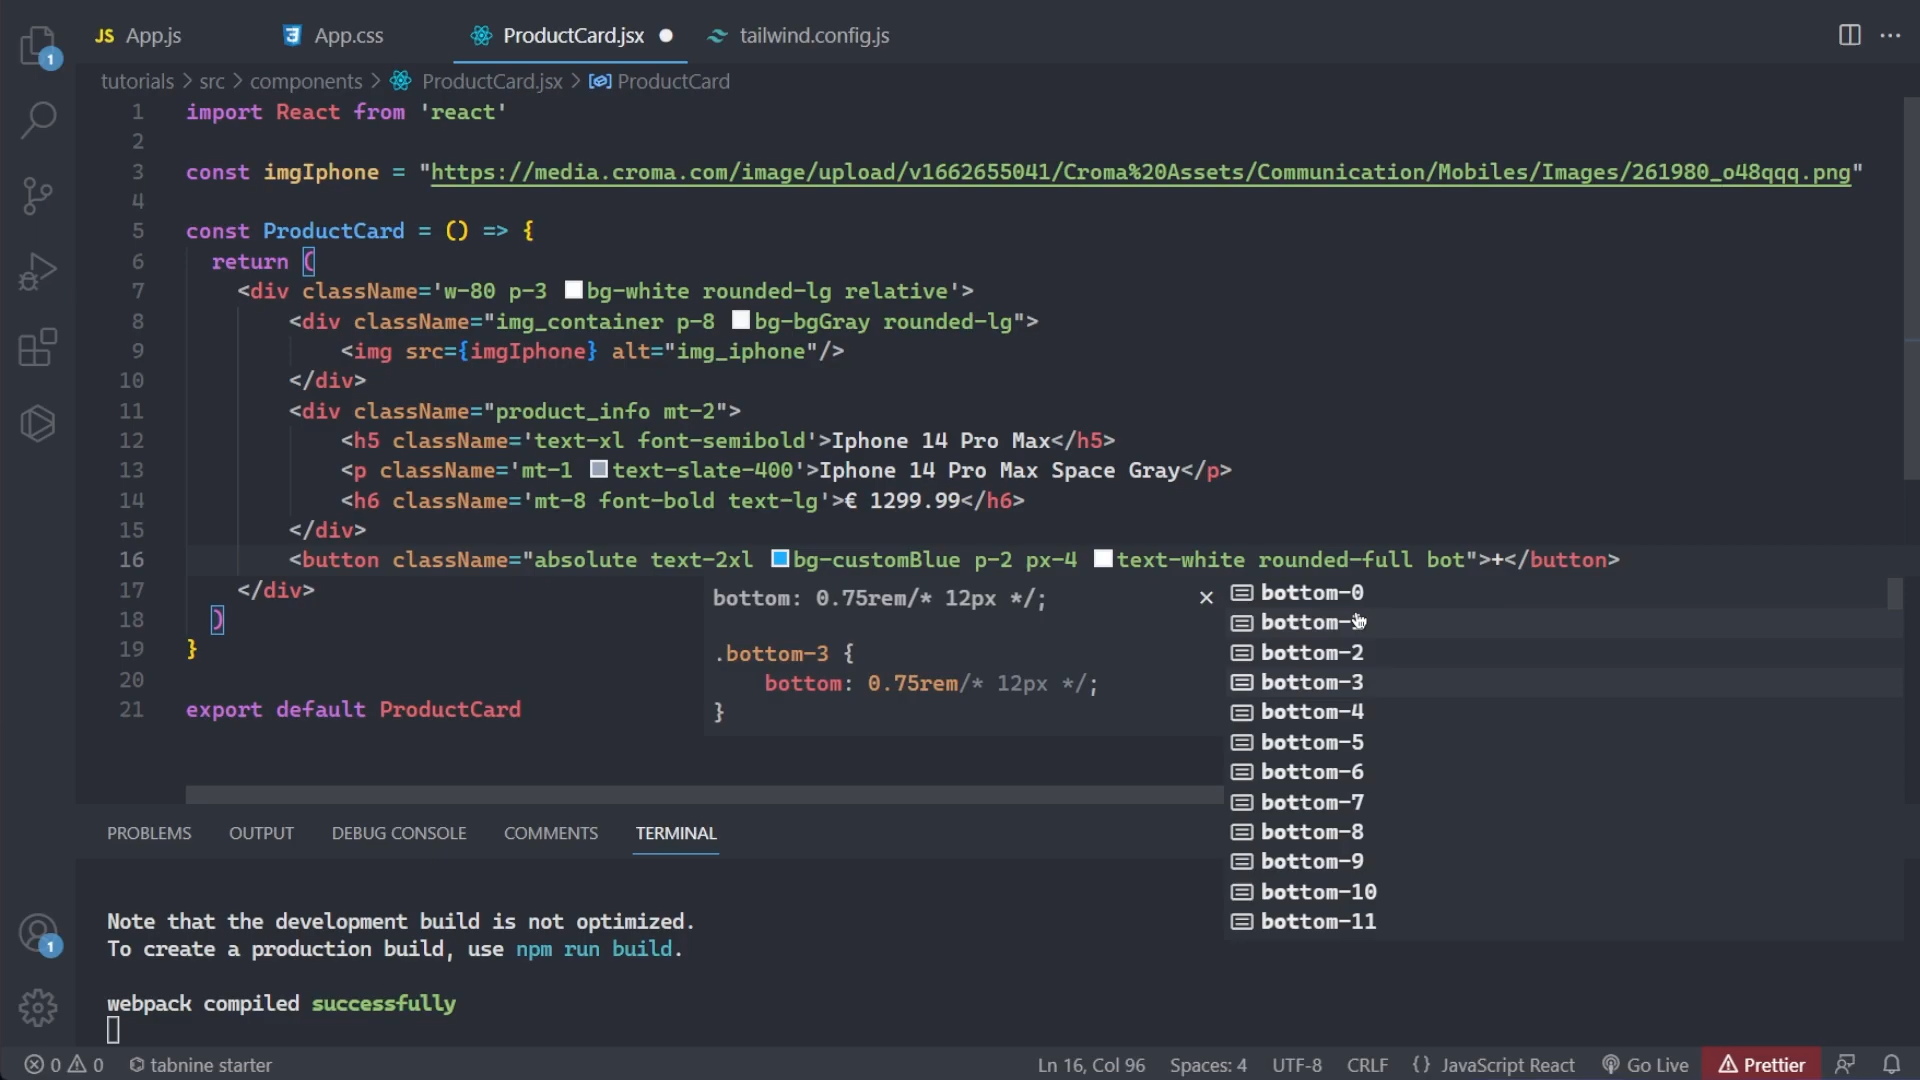 JS App.js App.css ProductCard.jsx tailwind.config.js
1
tutorials > src > components > ProductCard.jsx > ProductCard
1 import React from 'react'
2
3 const imgIphone = "https://media.croma.com/image/upload/v1662655041/Croma%20Assets/Communication/Mobiles/Images/261980_o48qqq.png"
4
5 const ProductCard = () => {
6 return (
7 <div className='w-80 p-3 bg-white rounded-lg relative'>
8 <div className="img_container p-8 bg-bgGray rounded-lg">
9 <img src={imgIphone} alt="img_iphone"/>
10 </div>
11 <div className="product_info mt-2">
12 <h5 className='text-xl font-semibold'>Iphone 14 Pro Max</h5>
13 <p className='mt-1 text-slate-400'>Iphone 14 Pro Max Space Gray</p>
14 <h6 className='mt-8 font-bold text-lg'>€ 1299.99</h6>
15 </div>
16 <button className="absolute text-2xl bg-customBlue p-2 px-4 text-white rounded-full bot">+</button>
17 </div>
18 )
19 }
20
21 export default ProductCard
bottom: 0.75rem/* 12px */;
.bottom-3 {
bottom: 0.75rem/* 12px */;
}
bottom-0
bottom-
bottom-2
bottom-3
bottom-4
bottom-5
bottom-6
bottom-7
bottom-8
bottom-9
bottom-10
bottom-11
PROBLEMS OUTPUT DEBUG CONSOLE COMMENTS TERMINAL
Note that the development build is not optimized.
To create a production build, use npm run build.
webpack compiled successfully
1
0 0 tabnine starter Ln 16, Col 96 Spaces: 4 UTF-8 CRLF {} JavaScript React Go Live Prettier